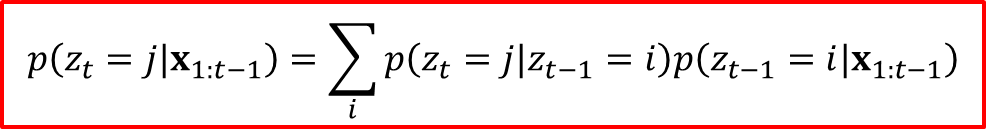 p(z_t = j|𝐱_{1:t−1}) = ∑_i p(z_t = j|z_{t−1} = i)p(z_{t−1} = i|𝐱_{1:t−1})